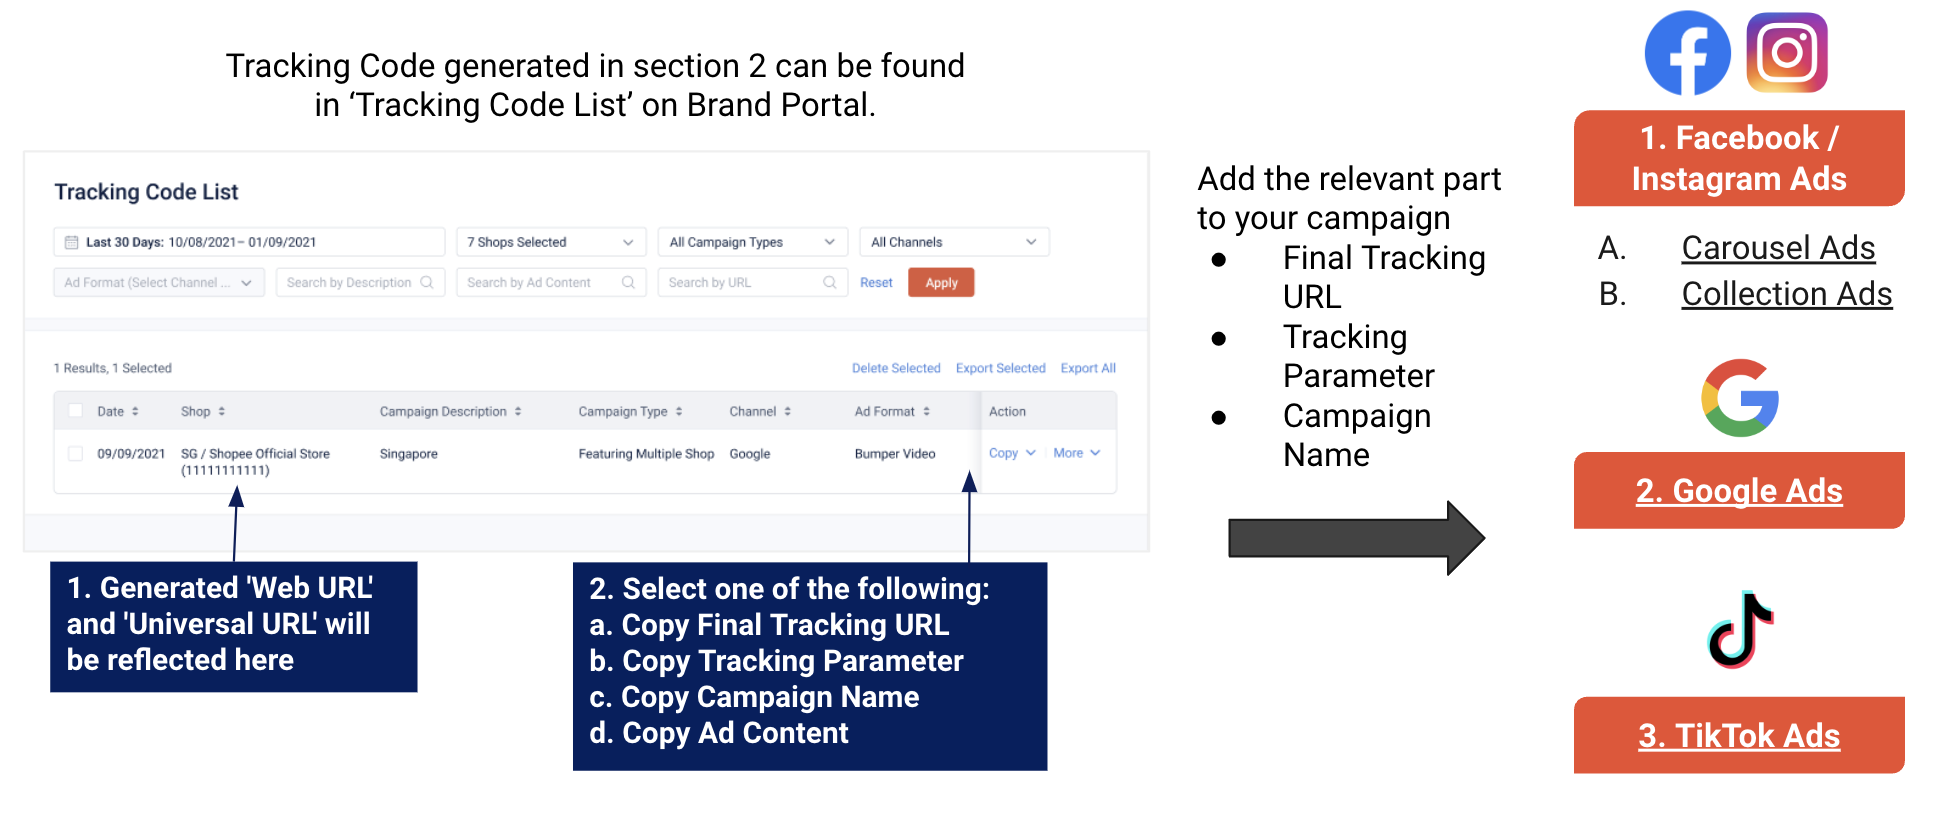 Tracking Code generated in section 2 can be found
in ‘Tracking Code List’ on Brand Portal.
Tracking Code List
Last 30 Days: 10/08/2021– 01/09/2021
7 Shops Selected
All Campaign Types
All Channels
Ad Format (Select Channel ...
Search by Description
Search by Ad Content
Search by URL
Reset
Apply
1 Results, 1 Selected
Delete Selected
Export Selected
Export All
Date
Shop
Campaign Description
Campaign Type
Channel
Ad Format
Action
09/09/2021
SG / Shopee Official Store
(11111111111)
Singapore
Featuring Multiple Shop
Google
Bumper Video
Copy
More
1. Generated 'Web URL'
and 'Universal URL' will
be reflected here
2. Select one of the following:
a. Copy Final Tracking URL
b. Copy Tracking Parameter
c. Copy Campaign Name
d. Copy Ad Content
Add the relevant part
to your campaign
● Final Tracking
URL
● Tracking
Parameter
● Campaign
Name
1. Facebook /
Instagram Ads
A. Carousel Ads
B. Collection Ads
2. Google Ads
3. TikTok Ads